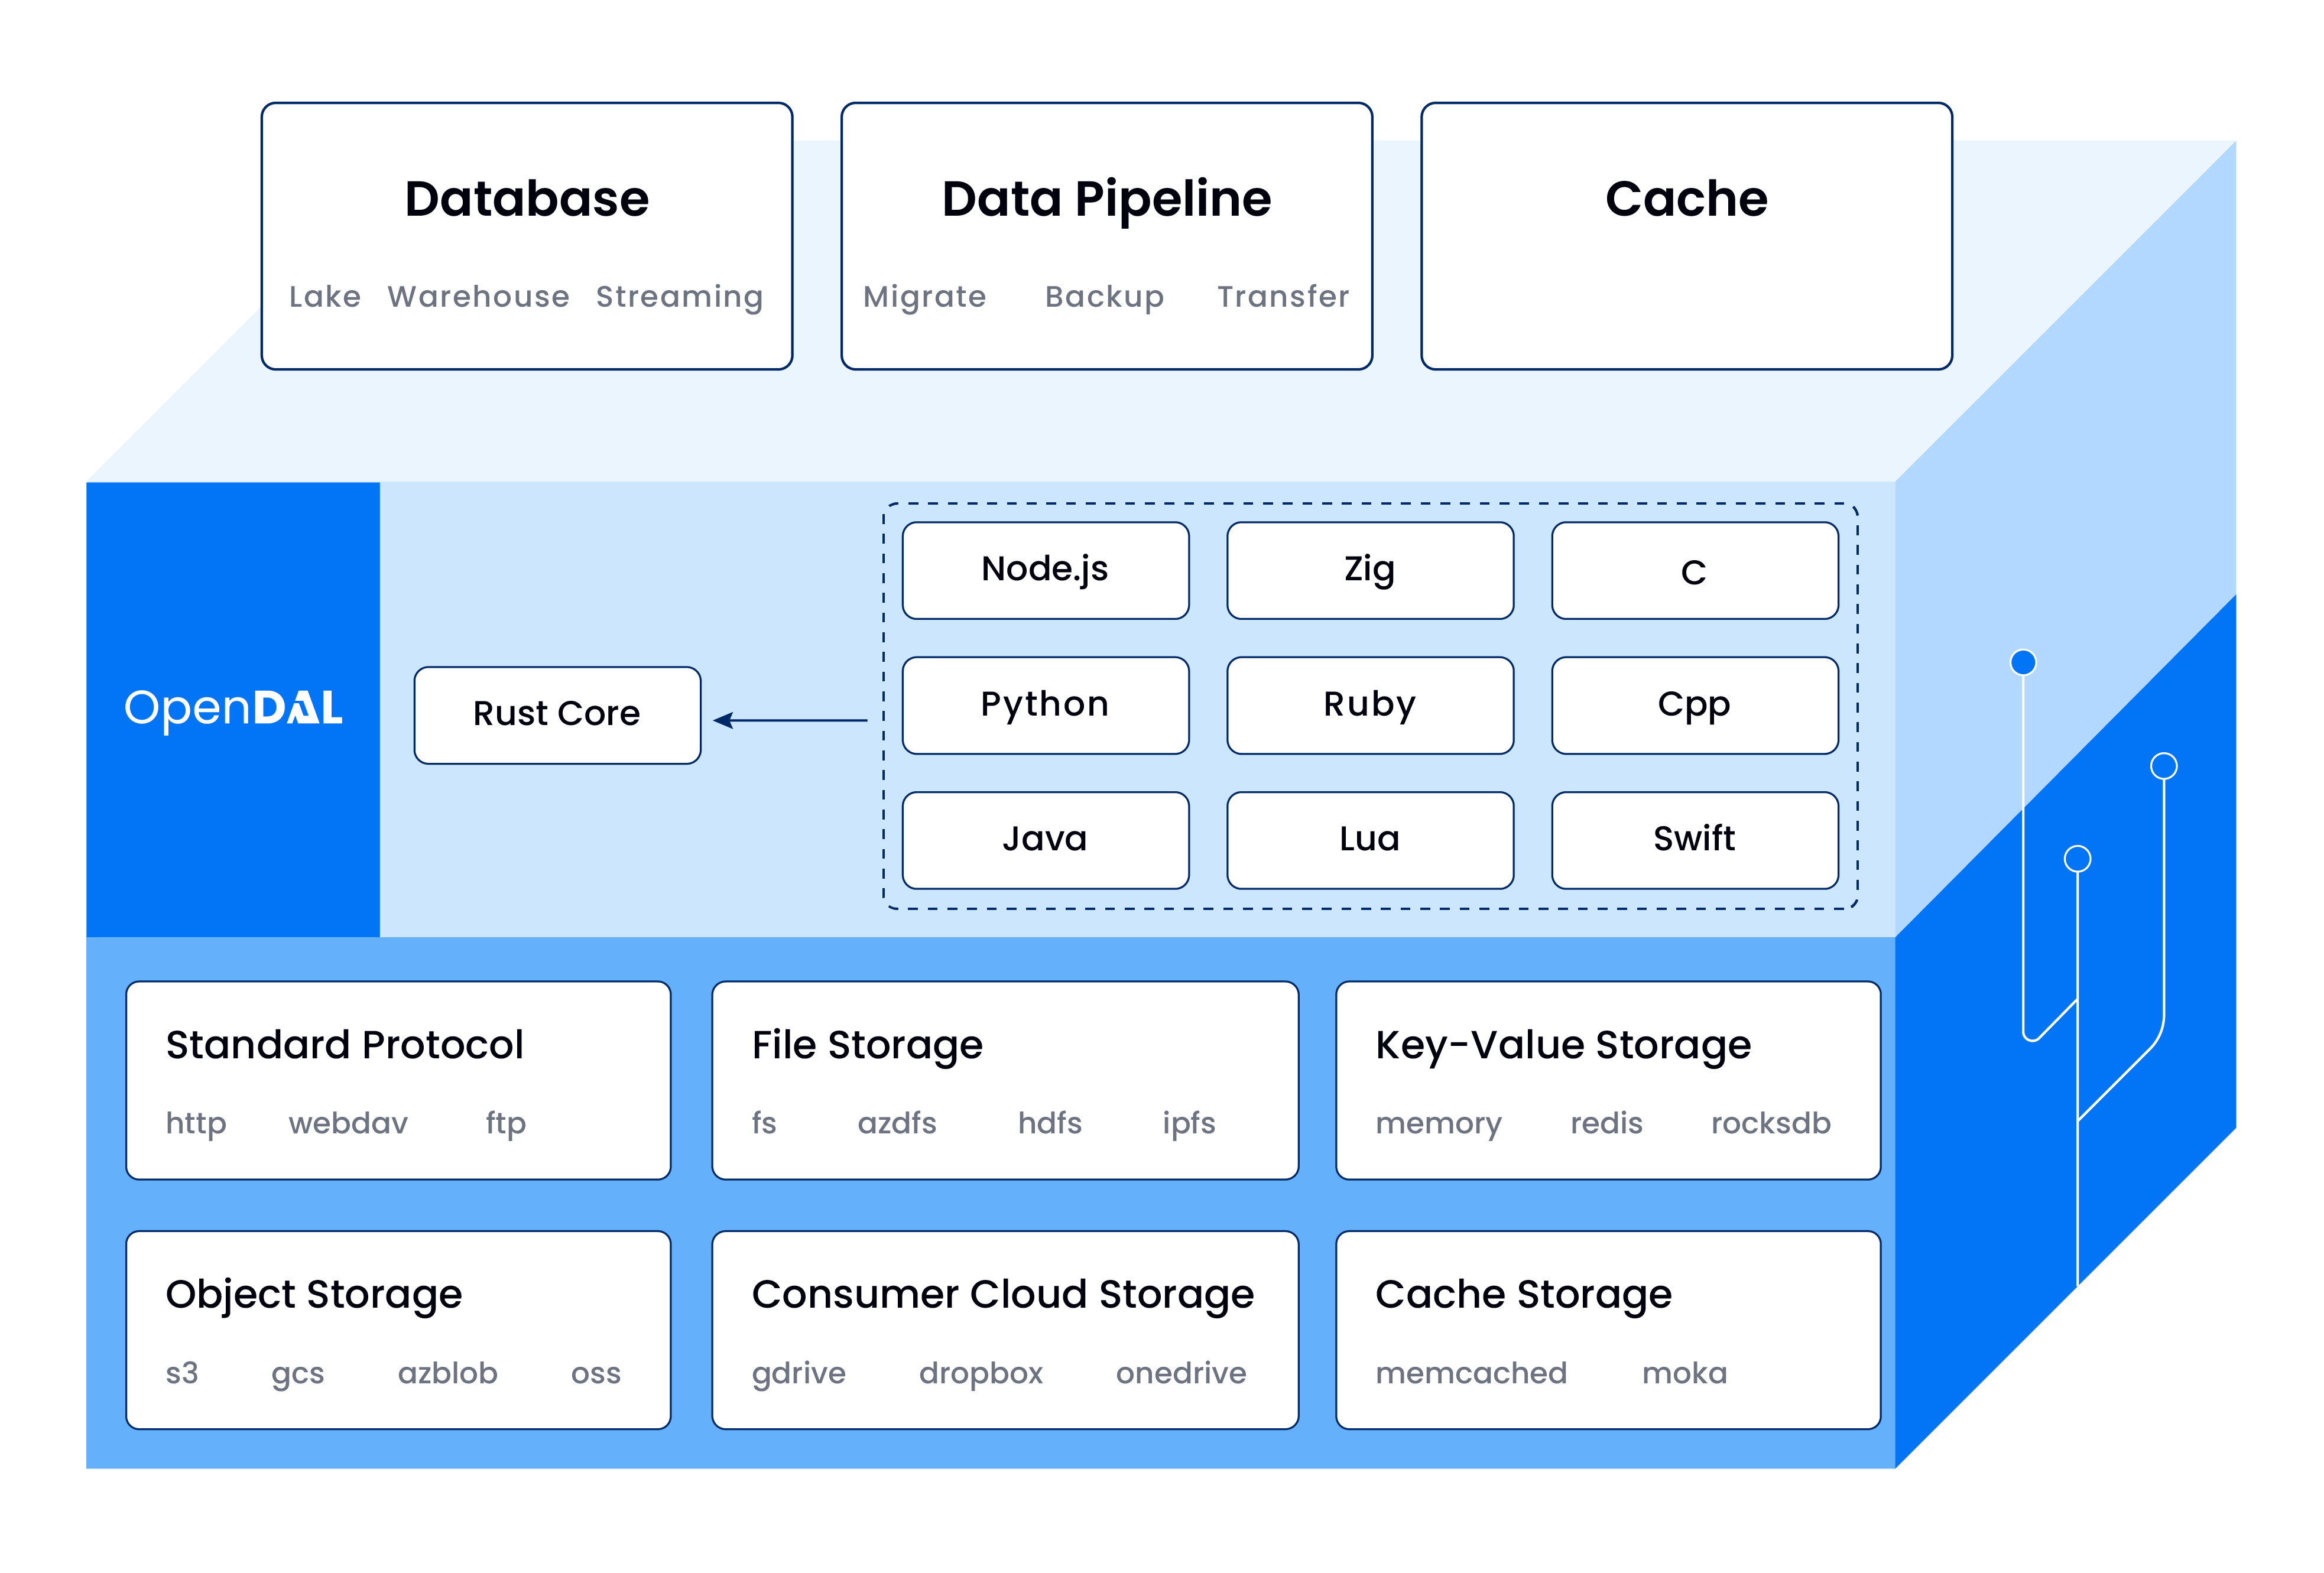 Database
Lake Warehouse Streaming
Data Pipeline
Migrate Backup Transfer
Cache
OpenDAL
Rust Core
Node.js Zig C
Python Ruby Cpp
Java Lua Swift
Standard Protocol
http webdav ftp
File Storage
fs azdfs hdfs ipfs
Key-Value Storage
memory redis rocksdb
Object Storage
s3 gcs azblob oss
Consumer Cloud Storage
gdrive dropbox onedrive
Cache Storage
memcached moka